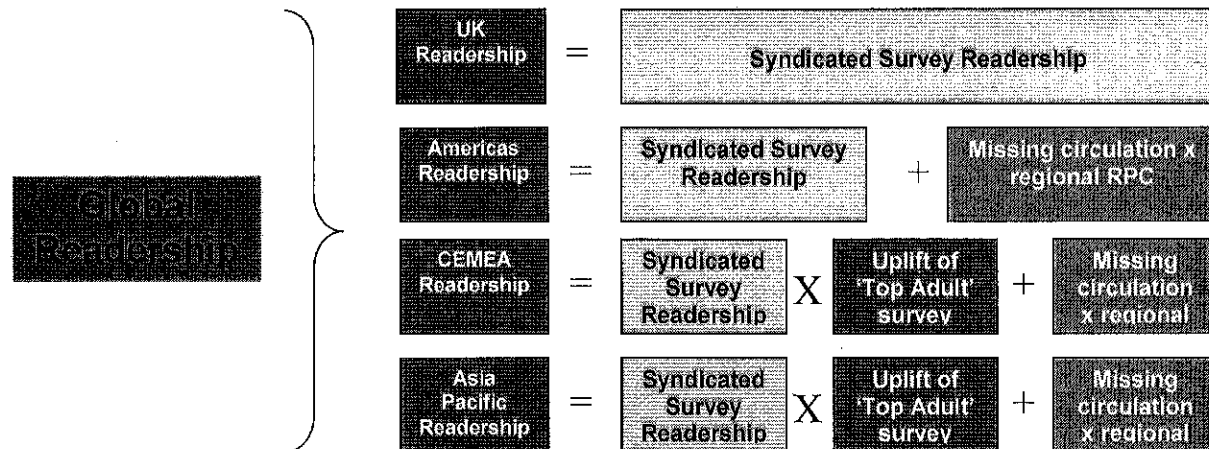 Global
Readership
UK
Readership
=
Syndicated Survey Readership
Americas
Readership
=
Syndicated Survey
Readership
+
Missing circulation x
regional RPC
CEMEA
Readership
=
Syndicated
Survey
Readership
X
Uplift of
'Top Adult'
survey
+
Missing
circulation
x regional
Asia
Pacific
Readership
=
Syndicated
Survey
Readership
X
Uplift of
'Top Adult'
survey
+
Missing
circulation
x regional